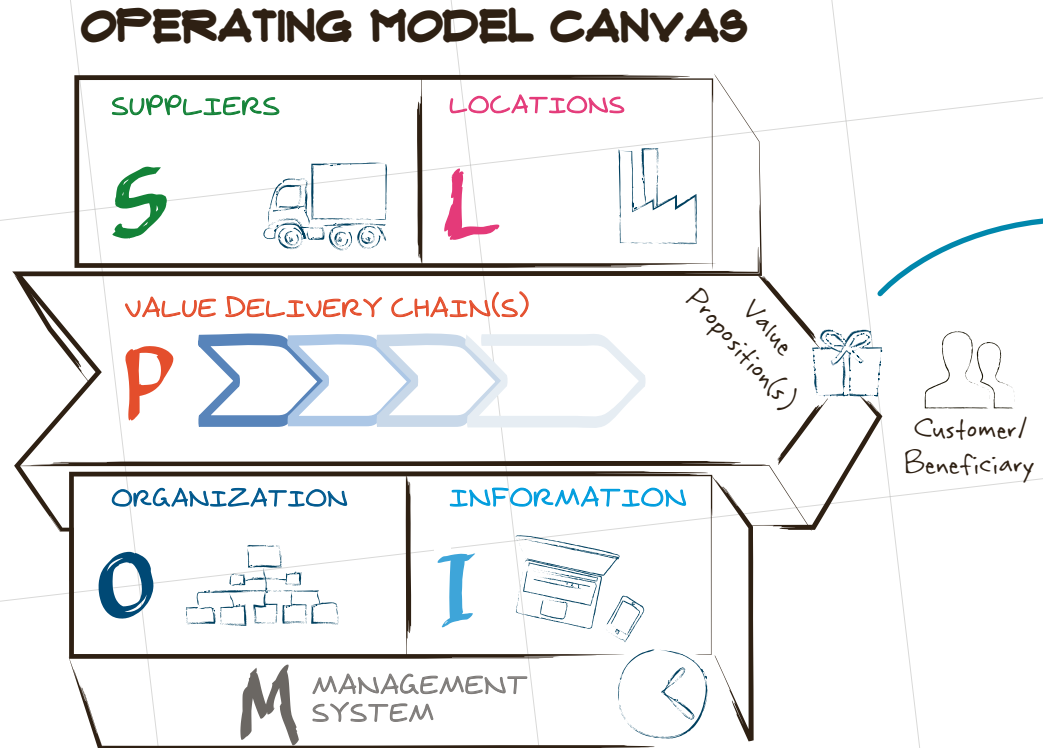 OPERATING MODEL CANVAS
SUPPLIERS
S
LOCATIONS
L
VALUE DELIVERY CHAIN(S)
P
Value
Proposition(s)
Customer/
Beneficiary
ORGANIZATION
O
INFORMATION
I
M
MANAGEMENT
SYSTEM